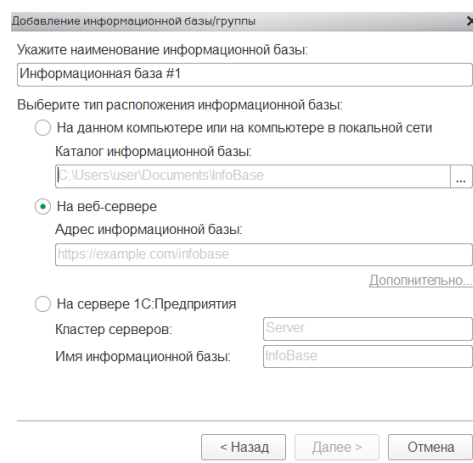 Добавление информационной базы/группы
Укажите наименование информационной базы:
Информационная база #1
Выберите тип расположения информационной базы:
На данном компьютере или на компьютере в локальной сети
Каталог информационной базы:
C:\Users\user\Documents\InfoBase
...
На веб-сервере
Адрес информационной базы:
https://example.com/infobase
Дополнительно...
На сервере 1С:Предприятия
Кластер серверов: Server
Имя информационной базы: InfoBase
< Назад Далее > Отмена